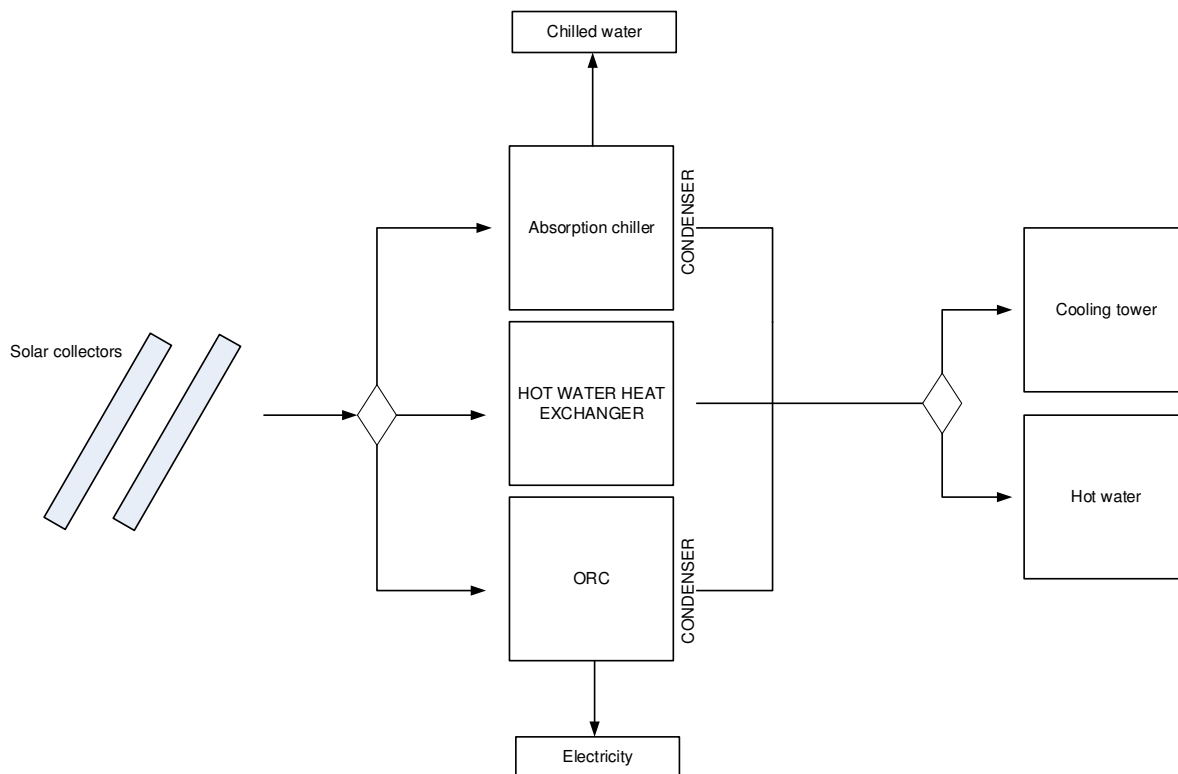 Chilled water
Absorption chiller
CONDENSER
Solar collectors
Cooling tower
HOT WATER HEAT
EXCHANGER
Hot water
ORC
CONDENSER
Electricity